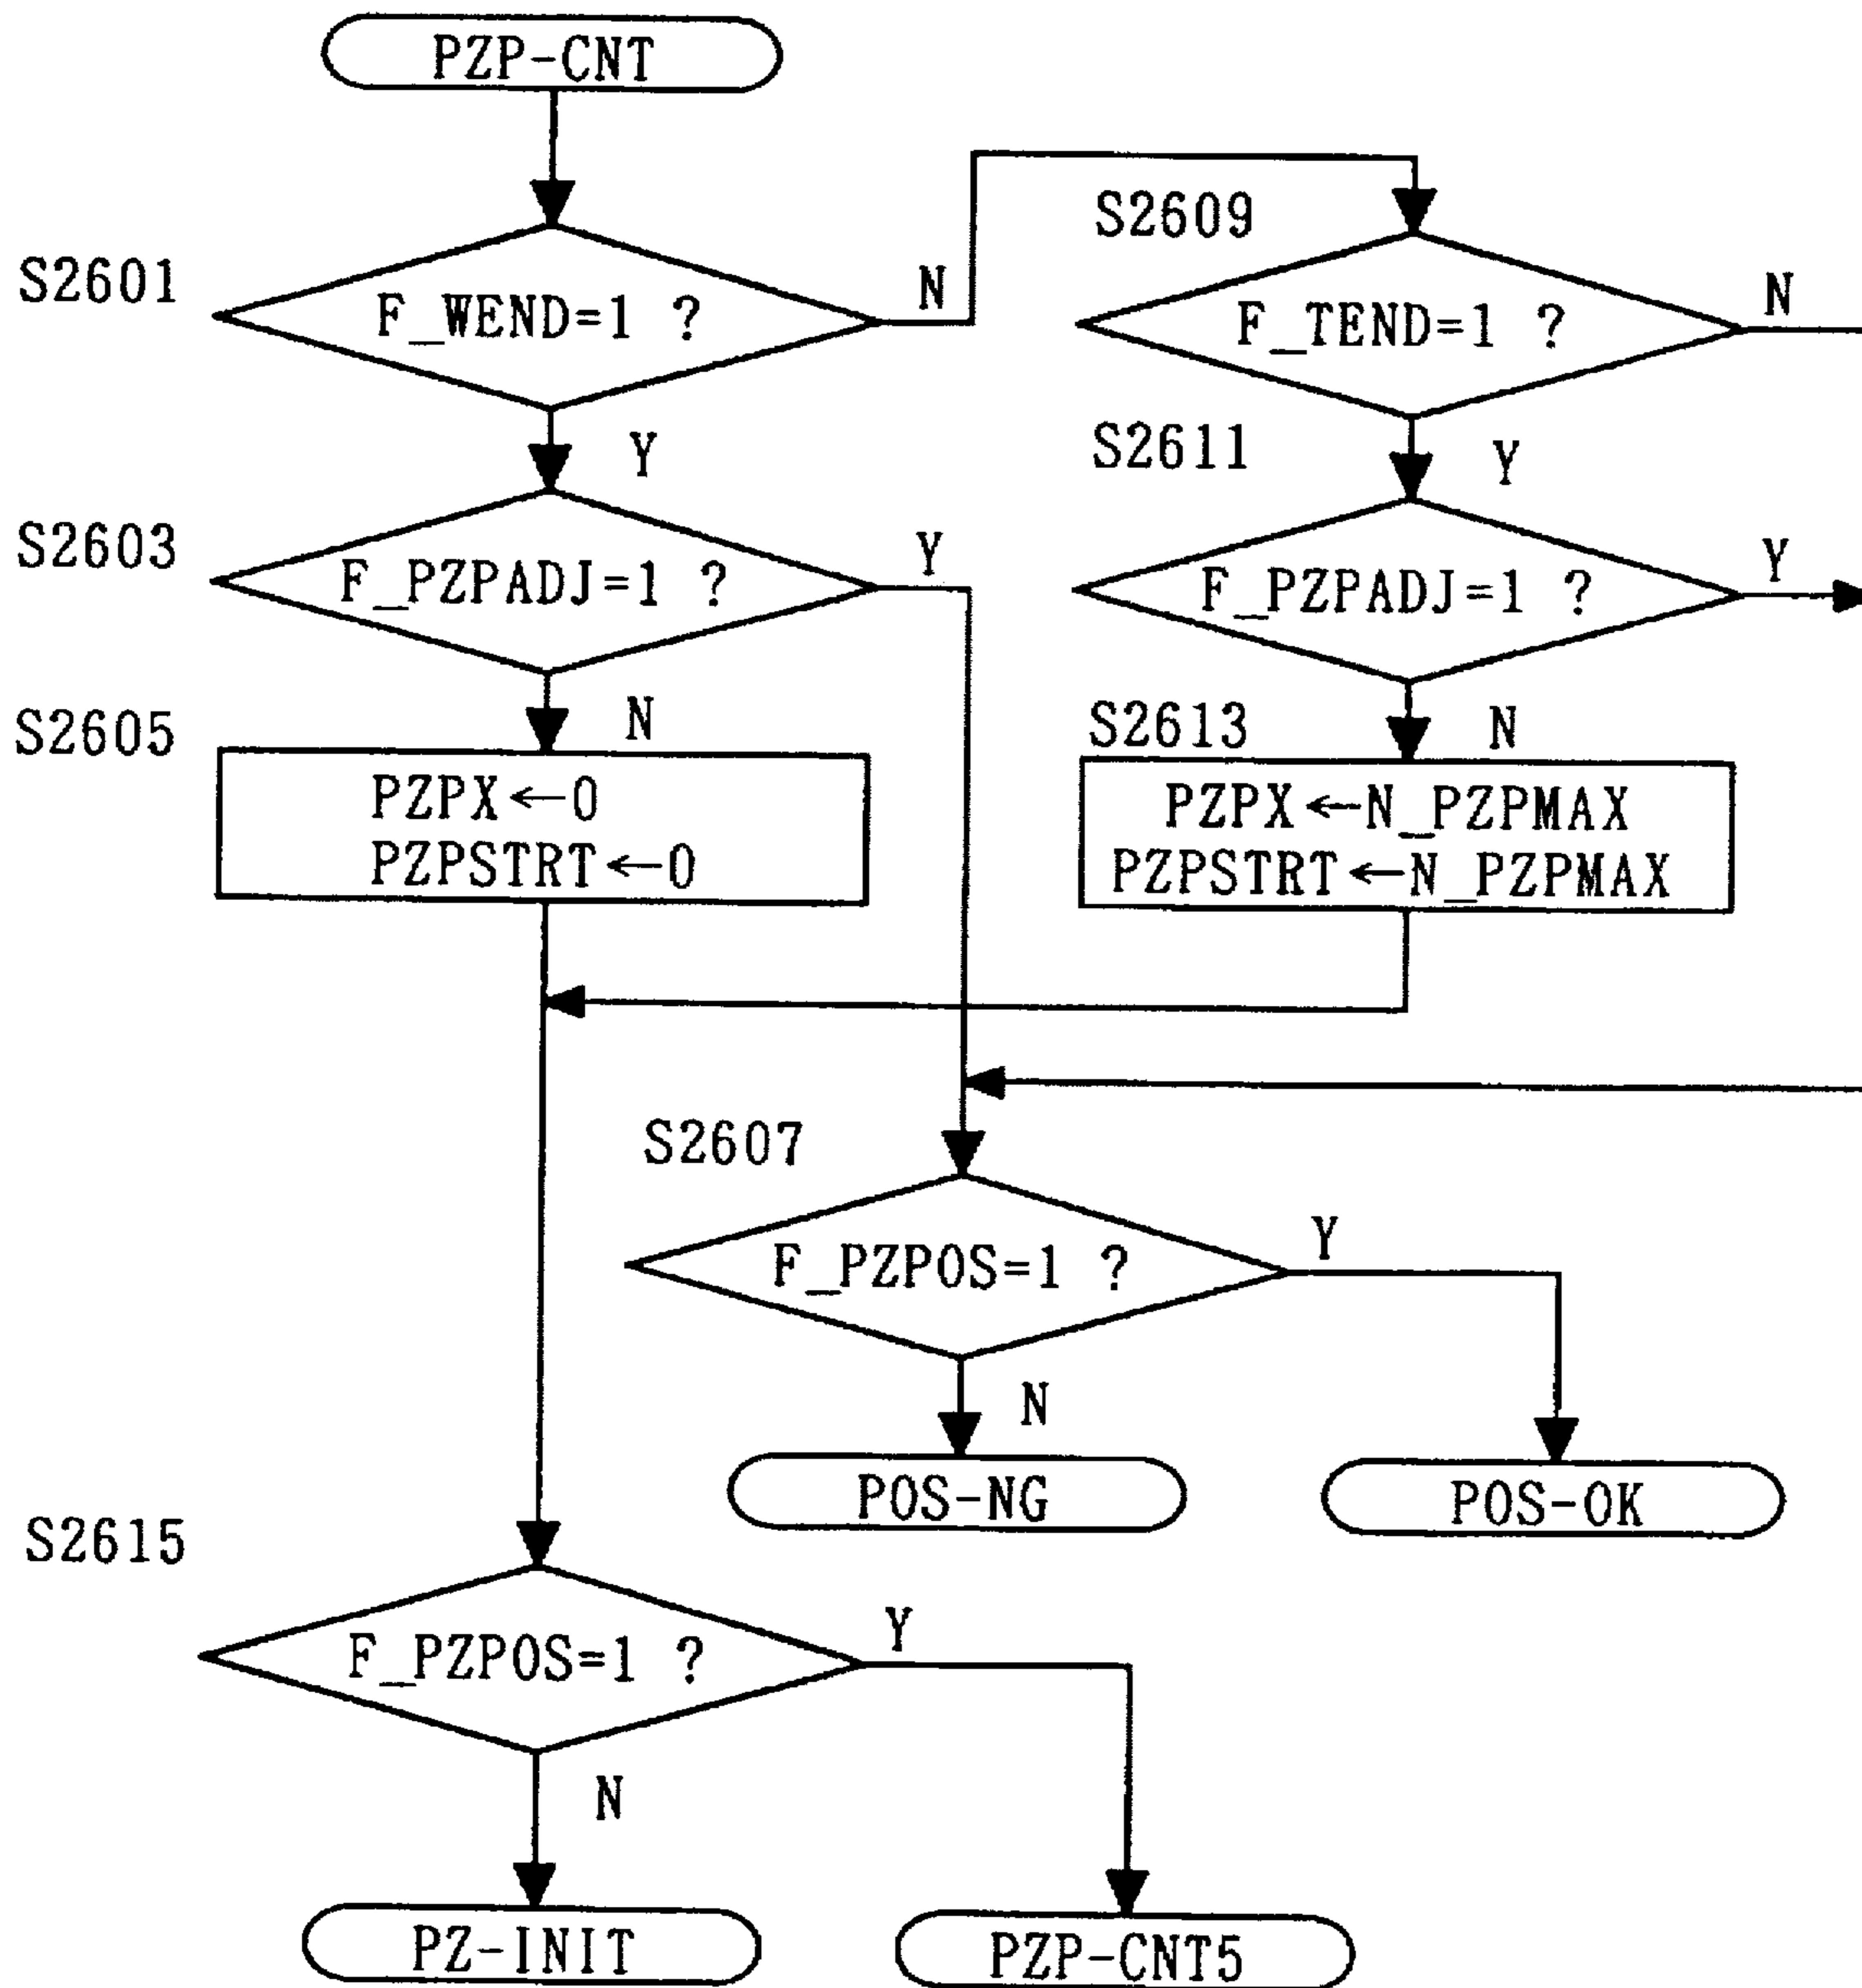 PZP-CNT
S2601
F_WEND=1 ?
N
Y
S2603
F_PZPADJ=1 ?
Y
N
S2605
PZPX←0
PZPSTRT←0
S2609
F_TEND=1 ?
N
S2611
Y
F_PZPADJ=1 ?
Y
S2613
N
PZPX←N_PZPMAX
PZPSTRT←N_PZPMAX
S2607
F_PZPOS=1 ?
Y
N
POS-NG
POS-OK
S2615
F_PZPOS=1 ?
Y
N
PZ-INIT
PZP-CNT5